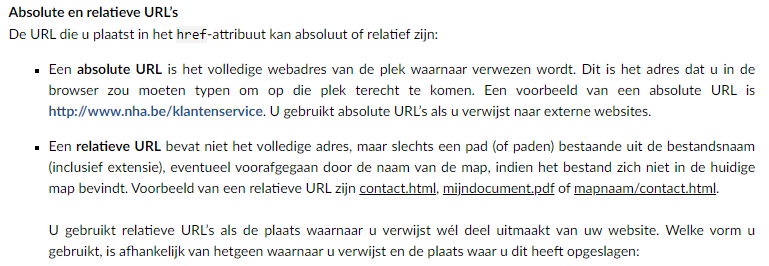 Absolute en relatieve URL's
De URL die u plaatst in het href-attribuut kan absoluut of relatief zijn:
▪ Een absolute URL is het volledige webadres van de plek waarnaar verwezen wordt. Dit is het adres dat u in de
browser zou moeten typen om op die plek terecht te komen. Een voorbeeld van een absolute URL is
http://www.nha.be/klantenservice. U gebruikt absolute URL's als u verwijst naar externe websites.
▪ Een relatieve URL bevat niet het volledige adres, maar slechts een pad (of paden) bestaande uit de bestandsnaam
(inclusief extensie), eventueel voorafgegaan door de naam van de map, indien het bestand zich niet in de huidige
map bevindt. Voorbeeld van een relatieve URL zijn contact.html, mijndocument.pdf of mapnaam/contact.html.
U gebruikt relatieve URL's als de plaats waarnaar u verwijst wél deel uitmaakt van uw website. Welke vorm u
gebruikt, is afhankelijk van hetgeen waarnaar u verwijst en de plaats waar u dit heeft opgeslagen: